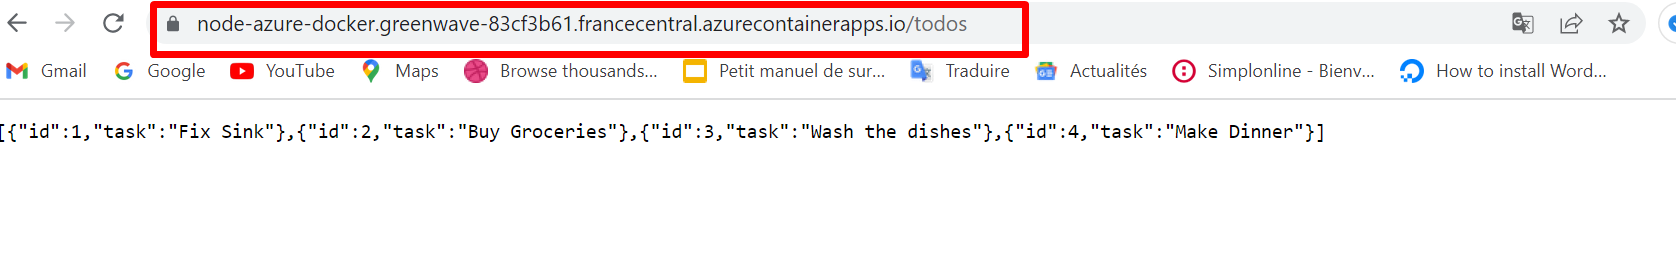 node-azure-docker.greenwave-83cf3b61.francecentral.azurecontainerapps.io/todos
Gmail Google YouTube Maps Browse thousands... Petit manuel de sur... Traduire Actualités Simplonline - Bienv... How to install Word...
[{"id":1,"task":"Fix Sink"},{"id":2,"task":"Buy Groceries"},{"id":3,"task":"Wash the dishes"},{"id":4,"task":"Make Dinner"}]